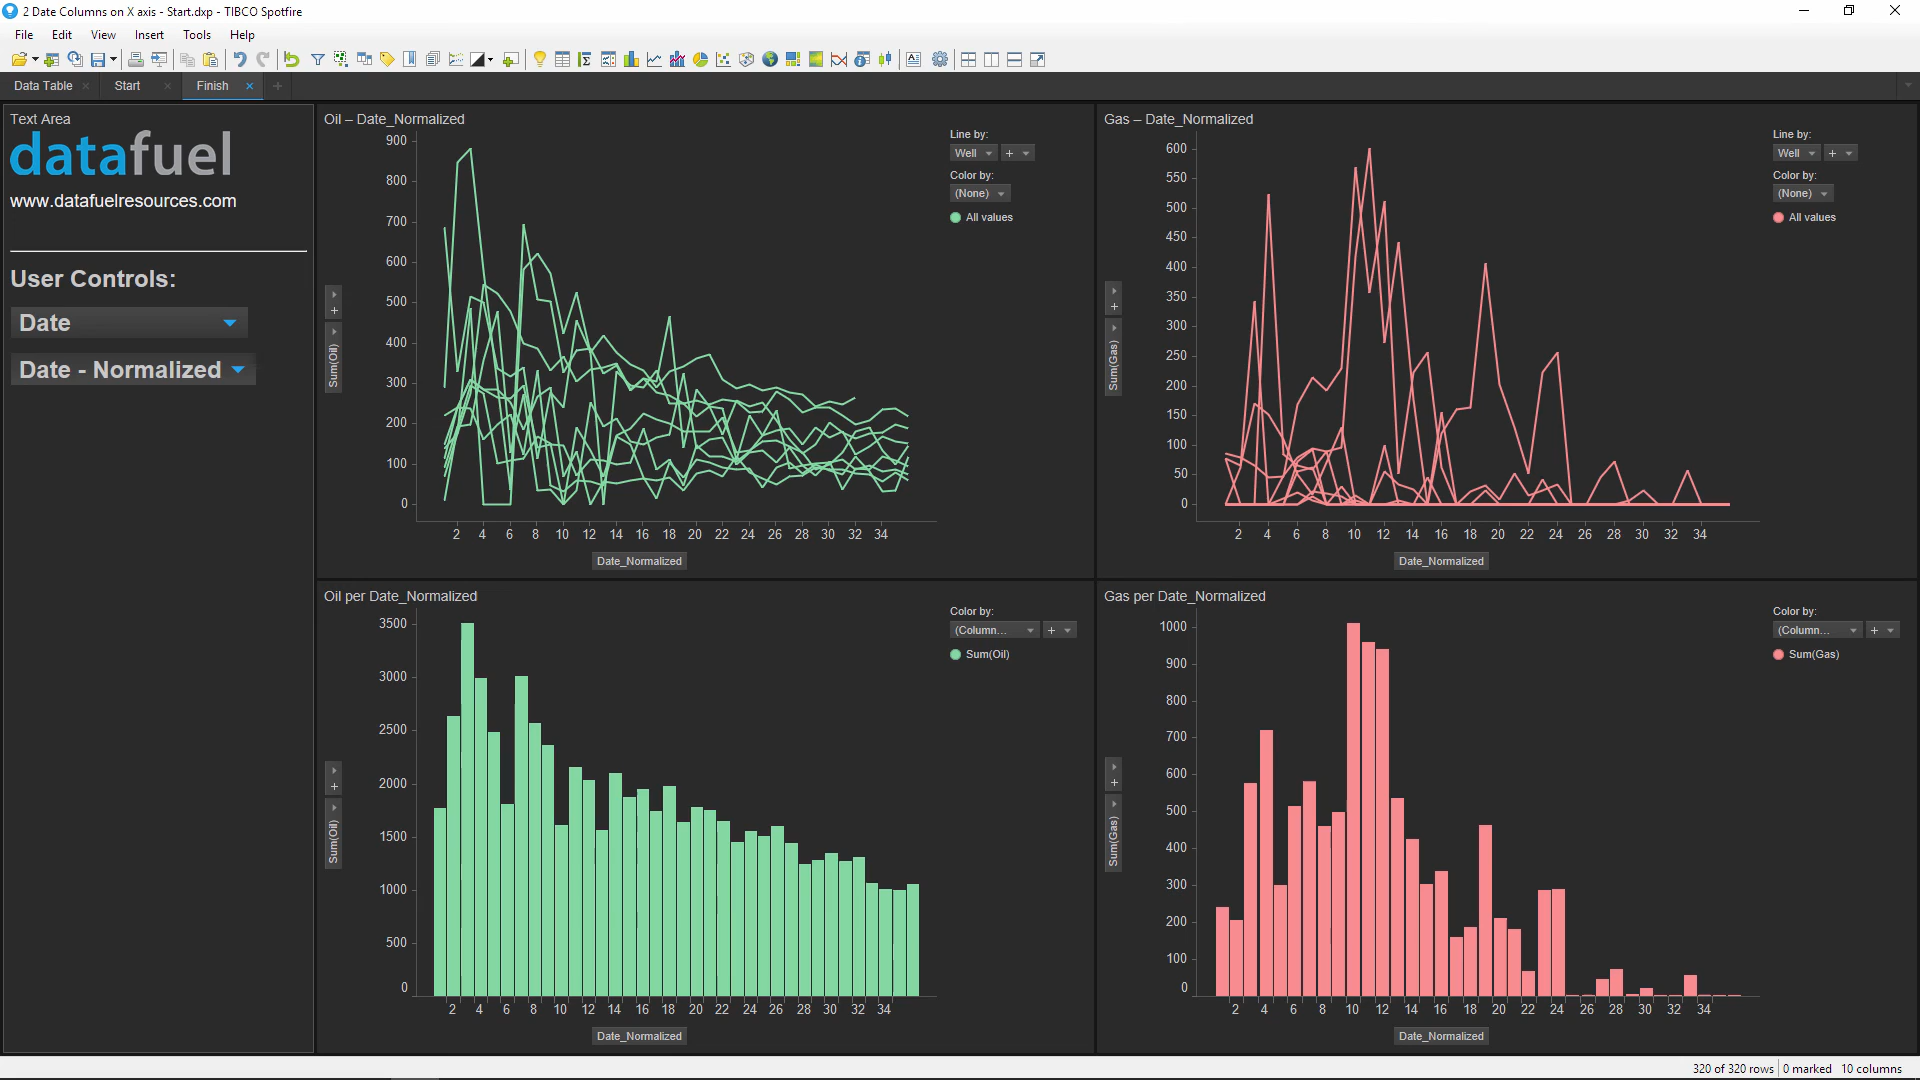 2 Date Columns on X axis - Start.dxp - TIBCO Spotfire
File Edit View Insert Tools Help
Data Table Start Finish
Text Area
datafuel
www.datafuelresources.com
User Controls:
Date
Date - Normalized
Oil – Date_Normalized
900
800
700
600
500
400
300
200
100
0
Sum(Oil)
2 4 6 8 10 12 14 16 18 20 22 24 26 28 30 32 34
Date_Normalized
Line by:
Well +
Color by:
(None)
All values
Gas – Date_Normalized
600
550
500
450
400
350
300
250
200
150
100
50
0
Sum(Gas)
2 4 6 8 10 12 14 16 18 20 22 24 26 28 30 32 34
Date_Normalized
Line by:
Well +
Color by:
(None)
All values
Oil per Date_Normalized
3500
3000
2500
2000
1500
1000
500
0
Sum(Oil)
2 4 6 8 10 12 14 16 18 20 22 24 26 28 30 32 34
Date_Normalized
Color by:
(Column... +
Sum(Oil)
Gas per Date_Normalized
1000
900
800
700
600
500
400
300
200
100
0
Sum(Gas)
2 4 6 8 10 12 14 16 18 20 22 24 26 28 30 32 34
Date_Normalized
Color by:
(Column... +
Sum(Gas)
320 of 320 rows 0 marked 10 columns